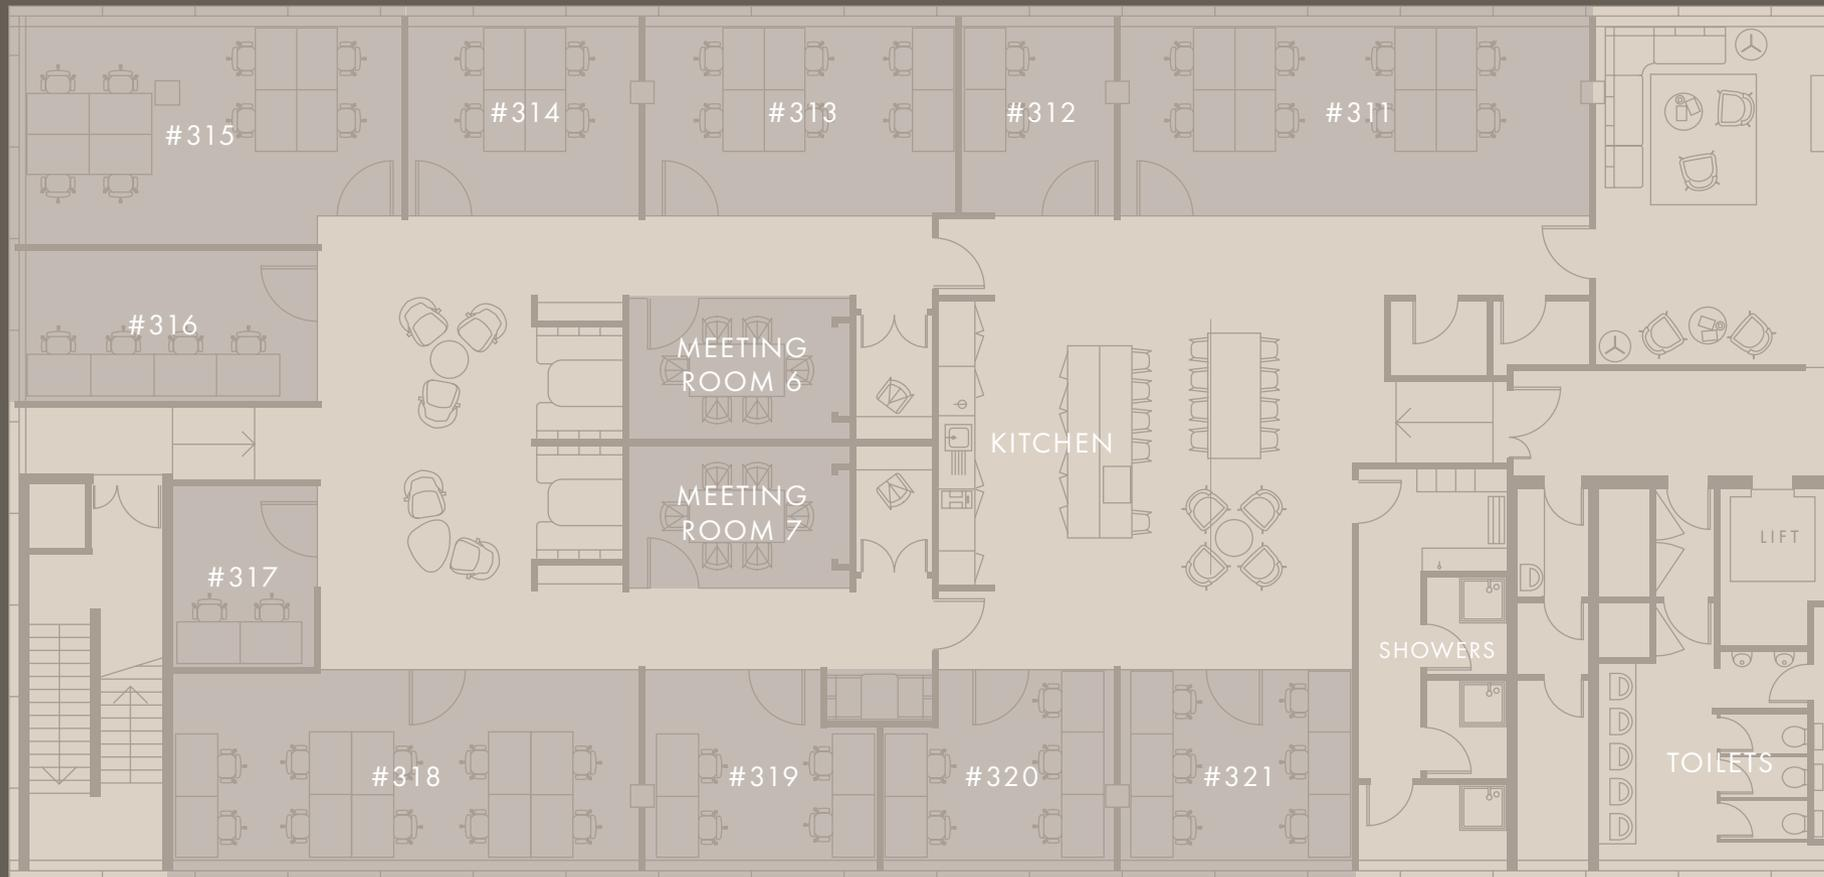 #315
#314
#313
#312
#311
#316
MEETING
ROOM 6
KITCHEN
MEETING
ROOM 7
LIFT
#317
SHOWERS
#318
#319
#320
#321
TOILETS